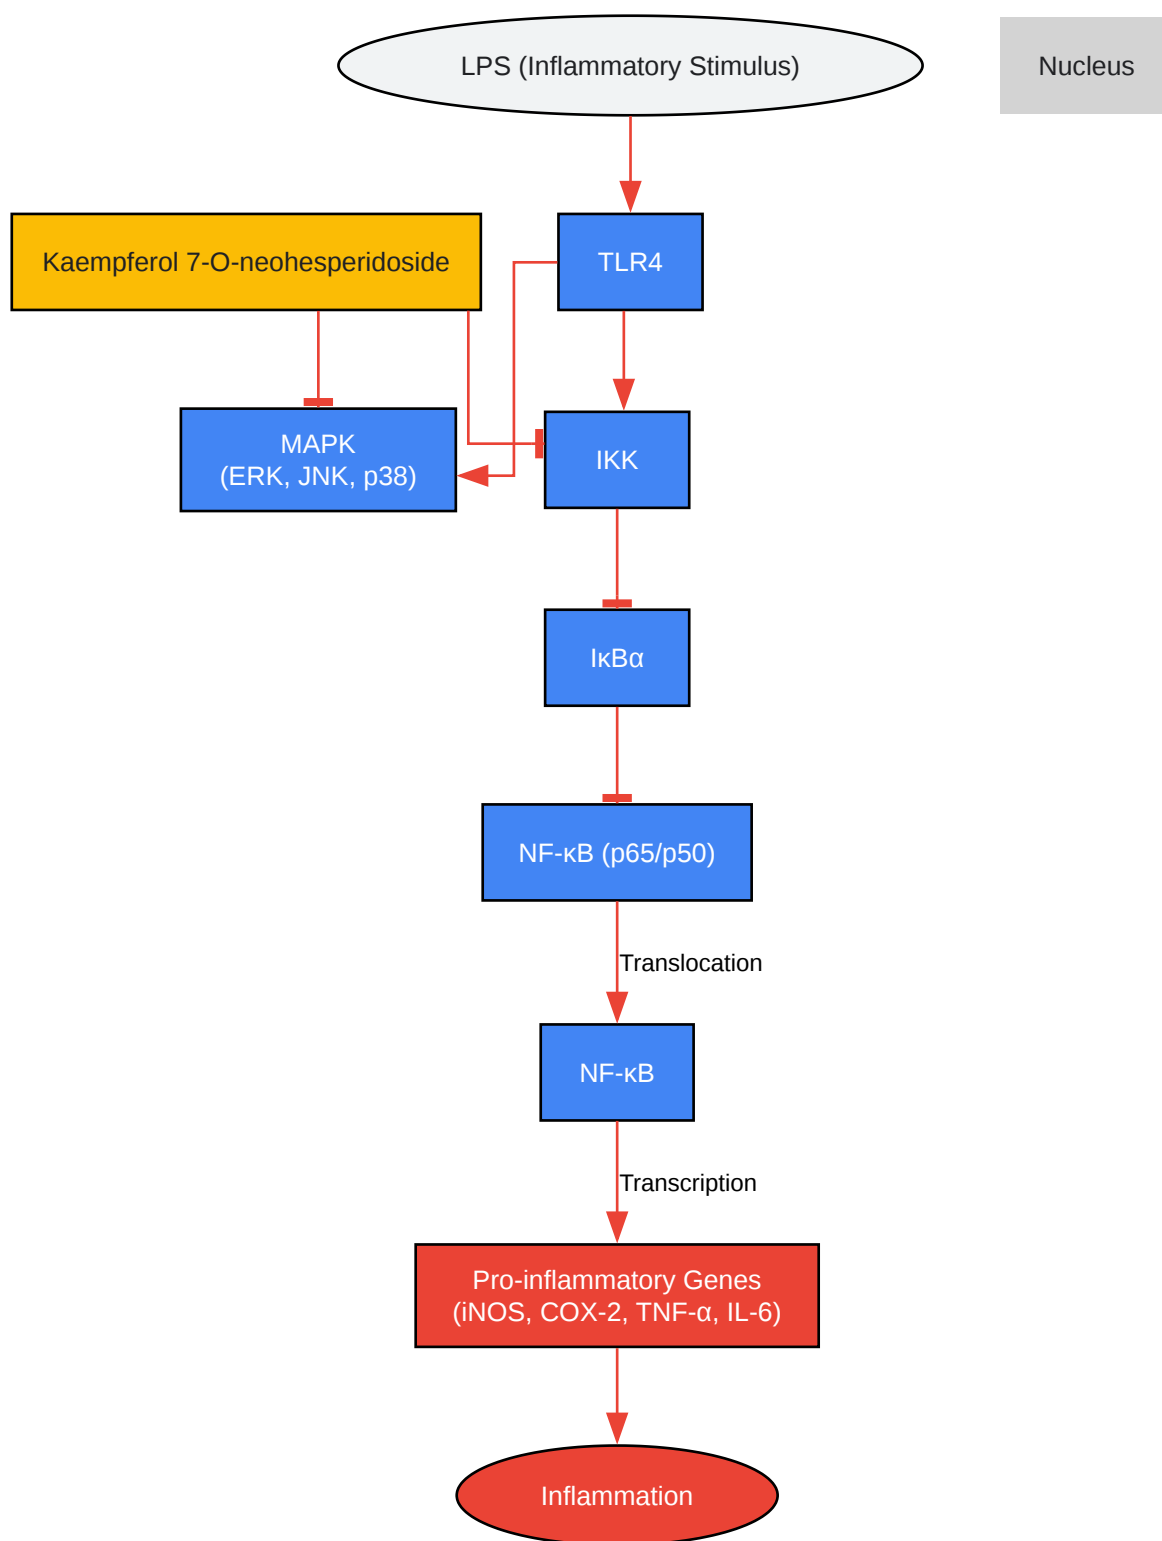 LPS (Inflammatory Stimulus)
Nucleus
Kaempferol 7-O-neohesperidoside
TLR4
MAPK
(ERK, JNK, p38)
IKK
IκBα
NF-κB (p65/p50)
Translocation
NF-κB
Transcription
Pro-inflammatory Genes
(iNOS, COX-2, TNF-α, IL-6)
Inflammation